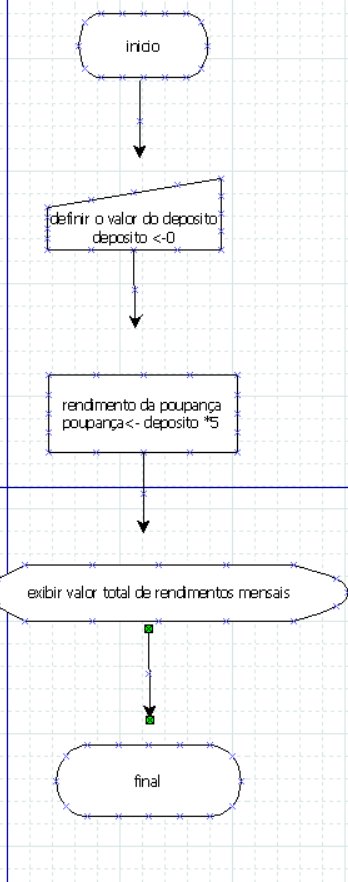 inicio
definir o valor do deposito
deposito <-0
rendimento da poupança
poupança<- deposito *5
exibir valor total de rendimentos mensais
final